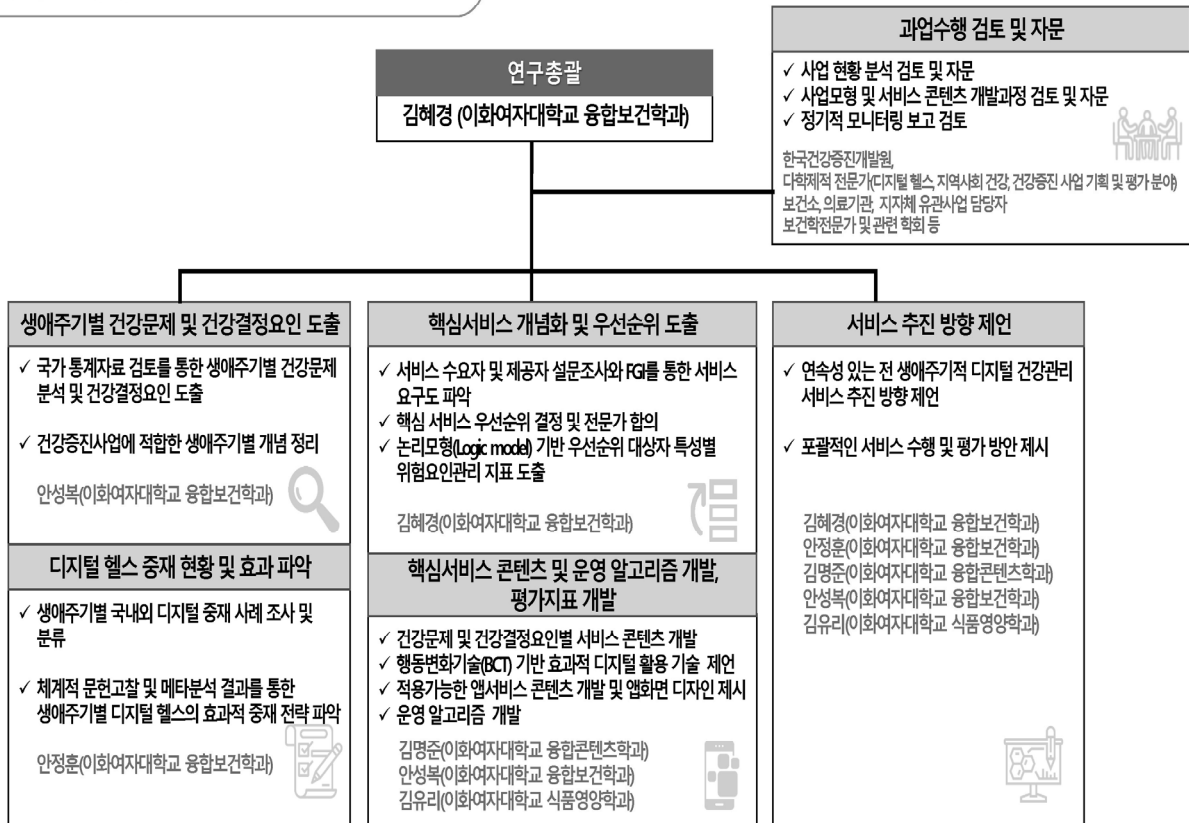 과업수행 검토 및 자문
✓ 사업 현황 분석 검토 및 자문
✓ 사업모형 및 서비스 콘텐츠 개발과정 검토 및 자문
✓ 정기적 모니터링 보고 검토
한국건강증진개발원,
다학제적 전문가(디지털 헬스, 지역사회 건강, 건강증진 사업 기획 및 평가 분야)
보건소, 의료기관, 지자체 유관사업 담당자
보건학전문가 및 관련 학회 등
연구총괄
김혜경 (이화여자대학교 융합보건학과)
생애주기별 건강문제 및 건강결정요인 도출
✓ 국가 통계자료 검토를 통한 생애주기별 건강문제
분석 및 건강결정요인 도출
✓ 건강증진사업에 적합한 생애주기별 개념 정리
안성복(이화여자대학교 융합보건학과)
디지털 헬스 중재 현황 및 효과 파악
✓ 생애주기별 국내외 디지털 중재 사례 조사 및
분류
✓ 체계적 문헌고찰 및 메타분석 결과를 통한
생애주기별 디지털 헬스의 효과적 중재 전략 파악
안정훈(이화여자대학교 융합보건학과)
핵심서비스 개념화 및 우선순위 도출
✓ 서비스 수요자 및 제공자 설문조사와 FGI를 통한 서비스
요구도 파악
✓ 핵심 서비스 우선순위 결정 및 전문가 합의
✓ 논리모형(Logic model) 기반 우선순위 대상자 특성별
위험요인관리 지표 도출
김혜경(이화여자대학교 융합보건학과)
핵심서비스 콘텐츠 및 운영 알고리즘 개발,
평가지표 개발
✓ 건강문제 및 건강결정요인별 서비스 콘텐츠 개발
✓ 행동변화기술(BCT) 기반 효과적 디지털 활용 기술 제언
✓ 적용가능한 앱서비스 콘텐츠 개발 및 앱화면 디자인 제시
✓ 운영 알고리즘 개발
김명준(이화여자대학교 융합콘텐츠학과)
안성복(이화여자대학교 융합보건학과)
김유리(이화여자대학교 식품영양학과)
서비스 추진 방향 제언
✓ 연속성 있는 전 생애주기적 디지털 건강관리
서비스 추진 방향 제언
✓ 포괄적인 서비스 수행 및 평가 방안 제시
김혜경(이화여자대학교 융합보건학과)
안정훈(이화여자대학교 융합보건학과)
김명준(이화여자대학교 융합콘텐츠학과)
안성복(이화여자대학교 융합보건학과)
김유리(이화여자대학교 식품영양학과)